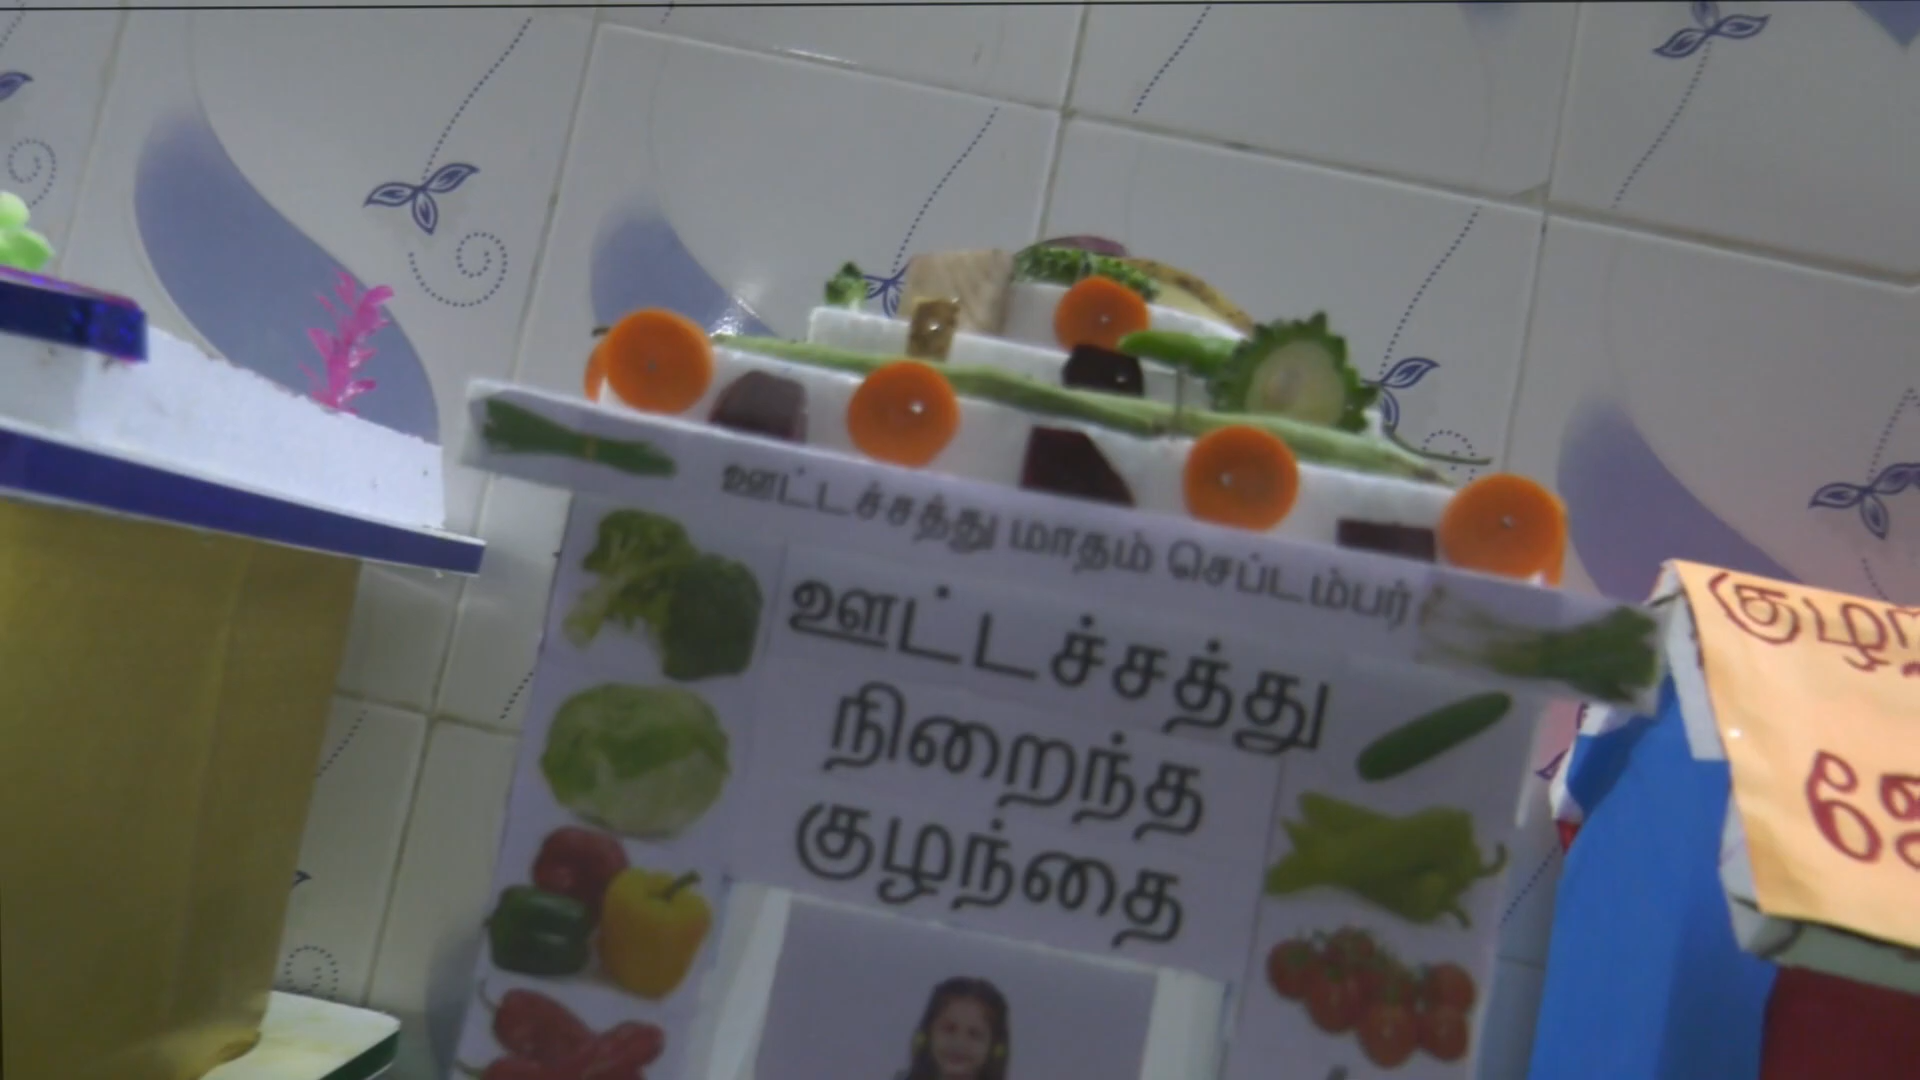 ஊட்டச்சத்து மாதம் செப்டம்பர்
ஊட்டச்சத்து
நிறைந்த
குழந்தை